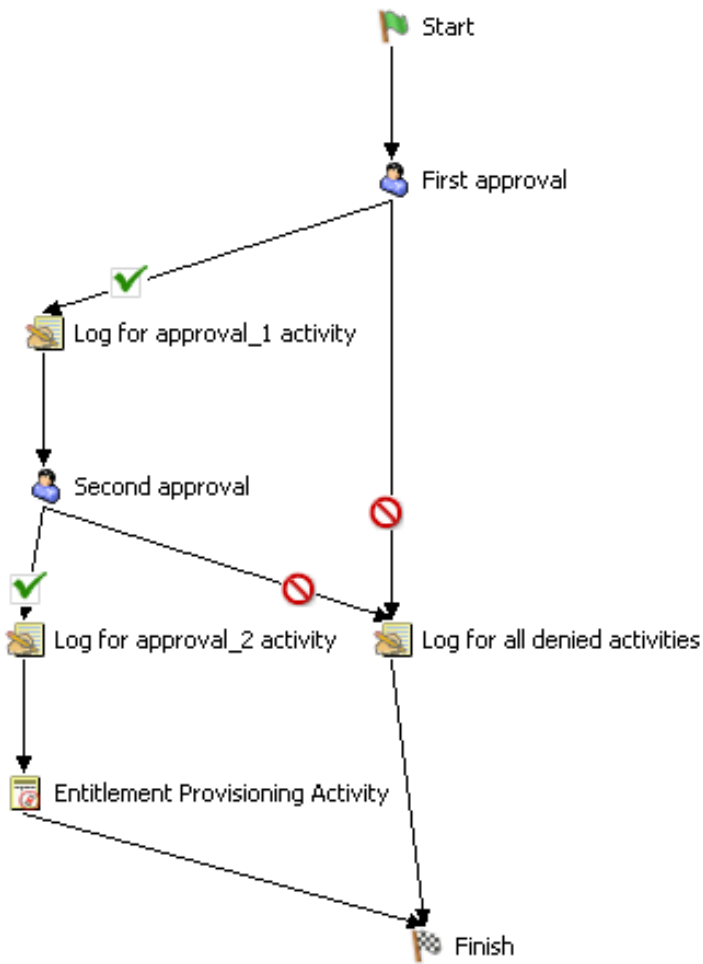 Start
First approval
Log for approval_1 activity
Second approval
Log for approval_2 activity
Log for all denied activities
Entitlement Provisioning Activity
Finish